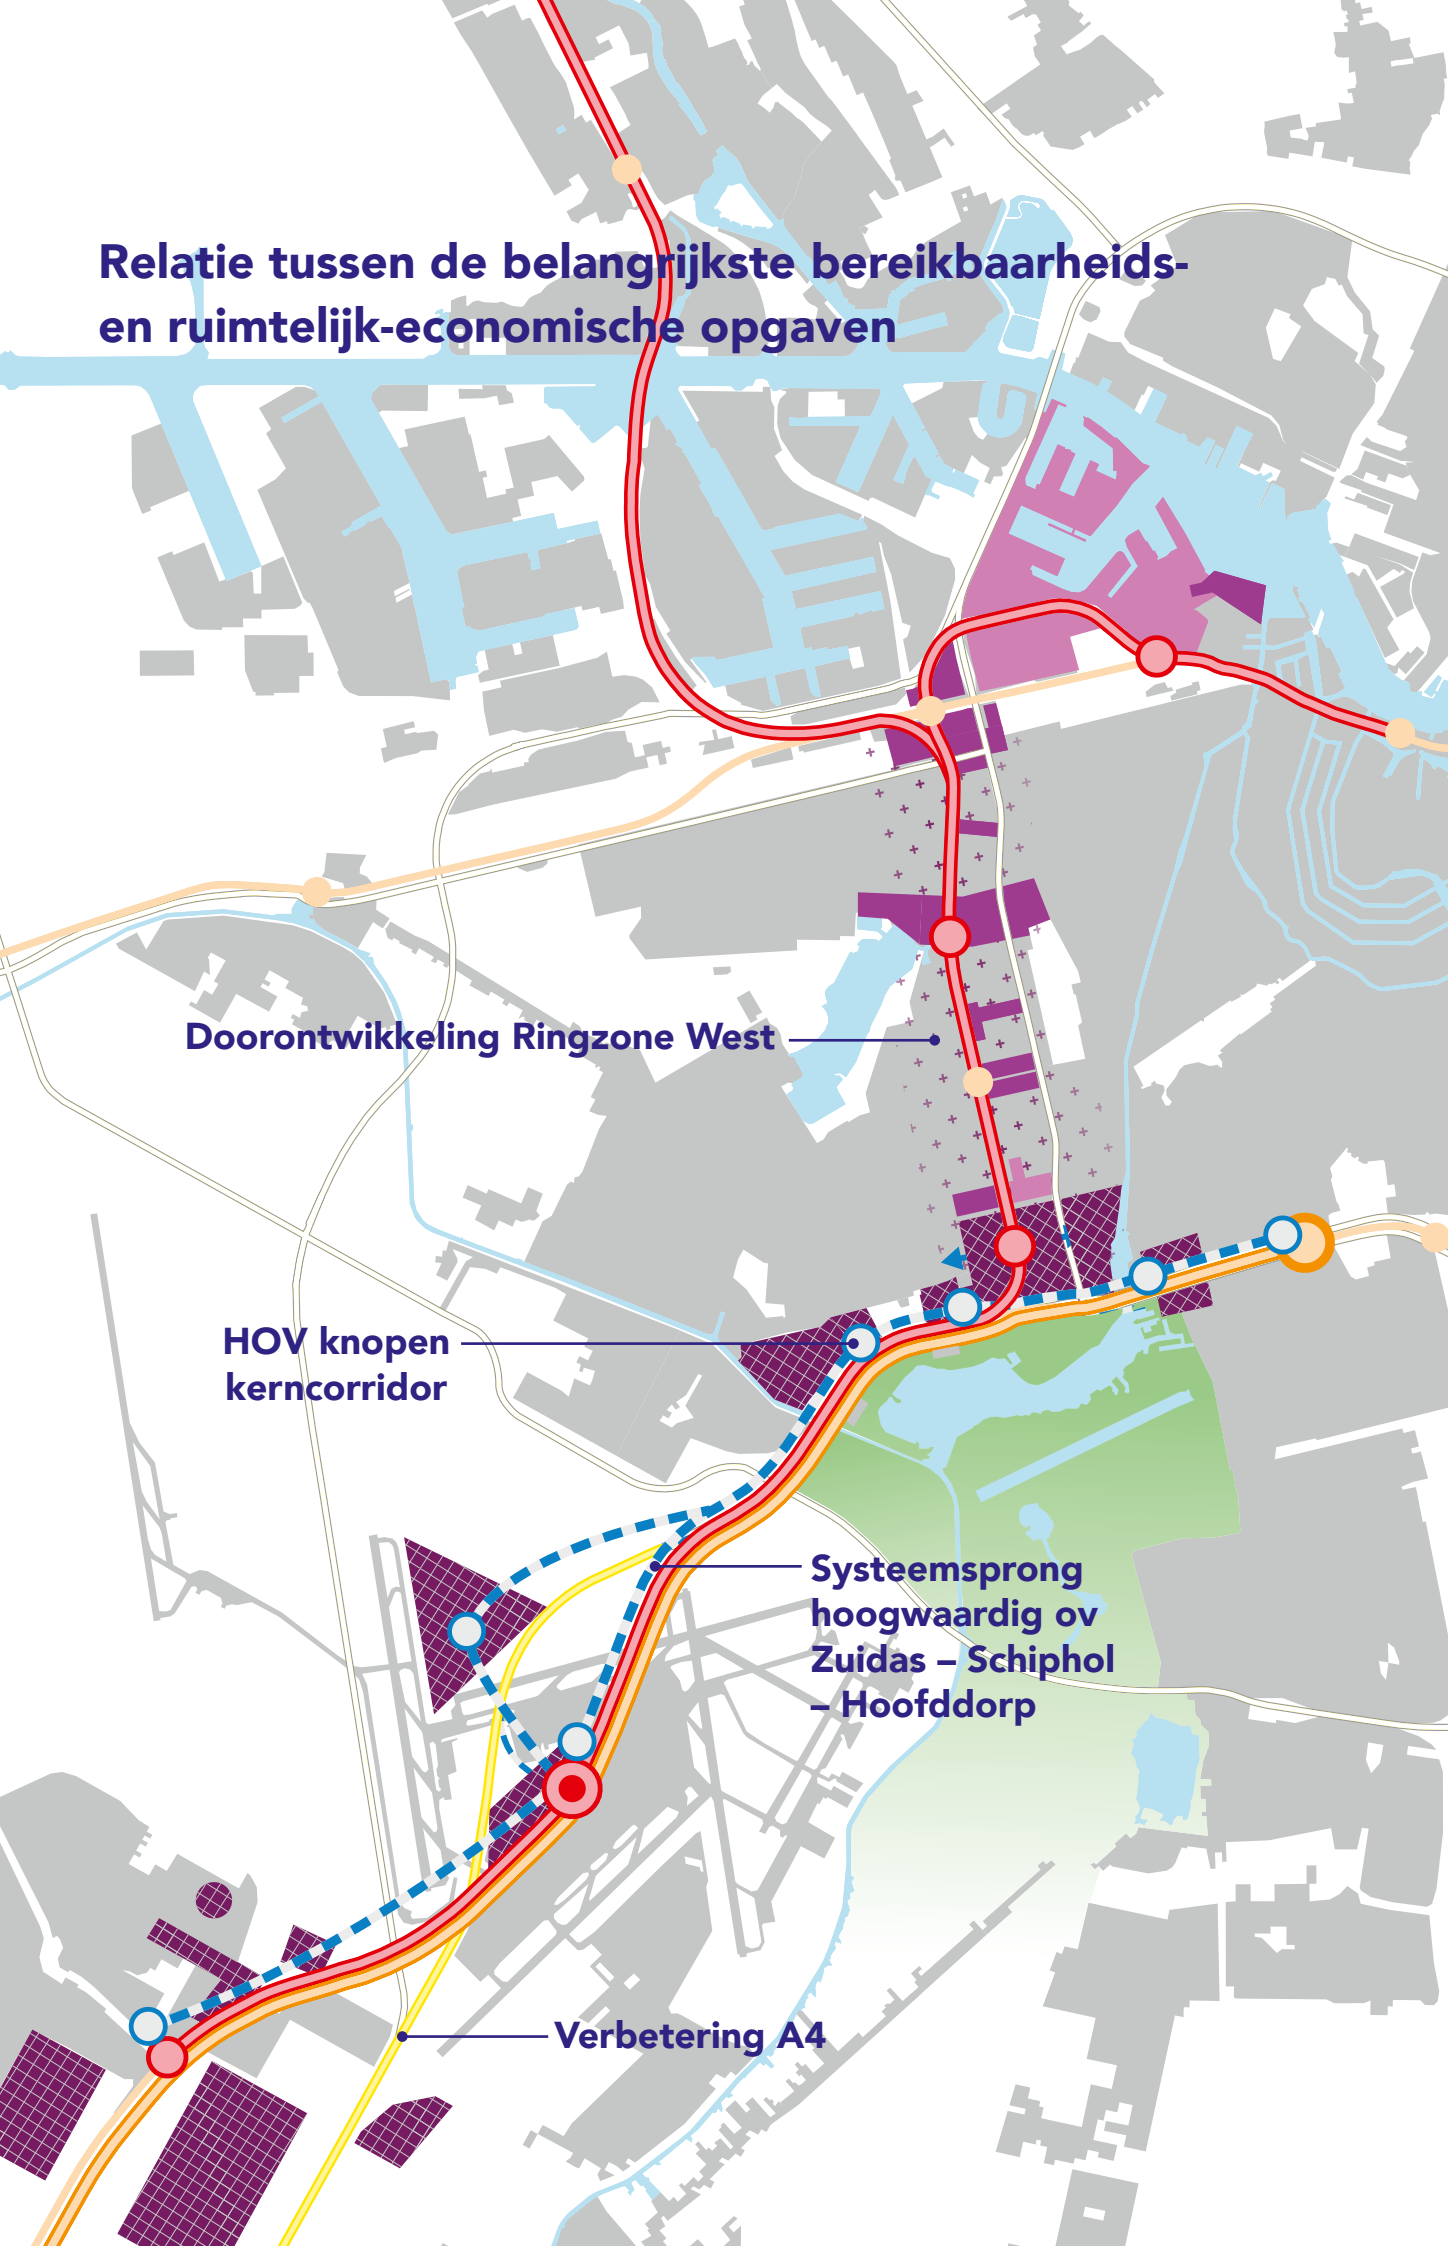 Relatie tussen de belangrijkste bereikbaarheids-
en ruimtelijk-economische opgaven
Doorontwikkeling Ringzone West
HOV knopen
kerncorridor
Systeemsprong
hoogwaardig ov
Zuidas – Schiphol
– Hoofddorp
Verbetering A4